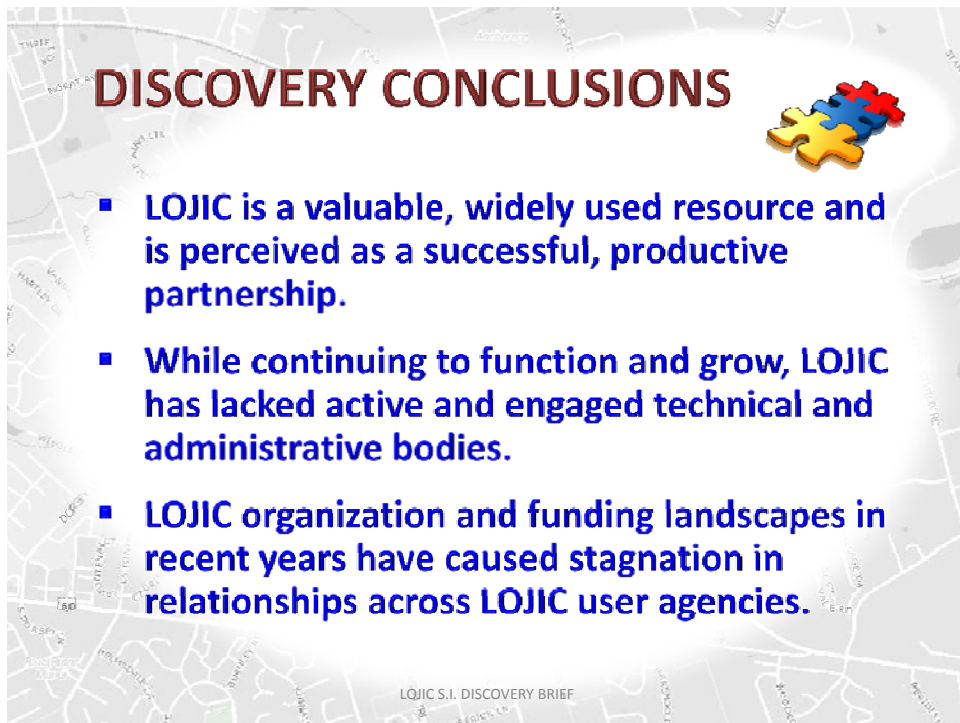 DISCOVERY CONCLUSIONS
▪ LOJIC is a valuable, widely used resource and
is perceived as a successful, productive
partnership.
▪ While continuing to function and grow, LOJIC
has lacked active and engaged technical and
administrative bodies.
▪ LOJIC organization and funding landscapes in
recent years have caused stagnation in
relationships across LOJIC user agencies.
LOJIC S.I. DISCOVERY BRIEF